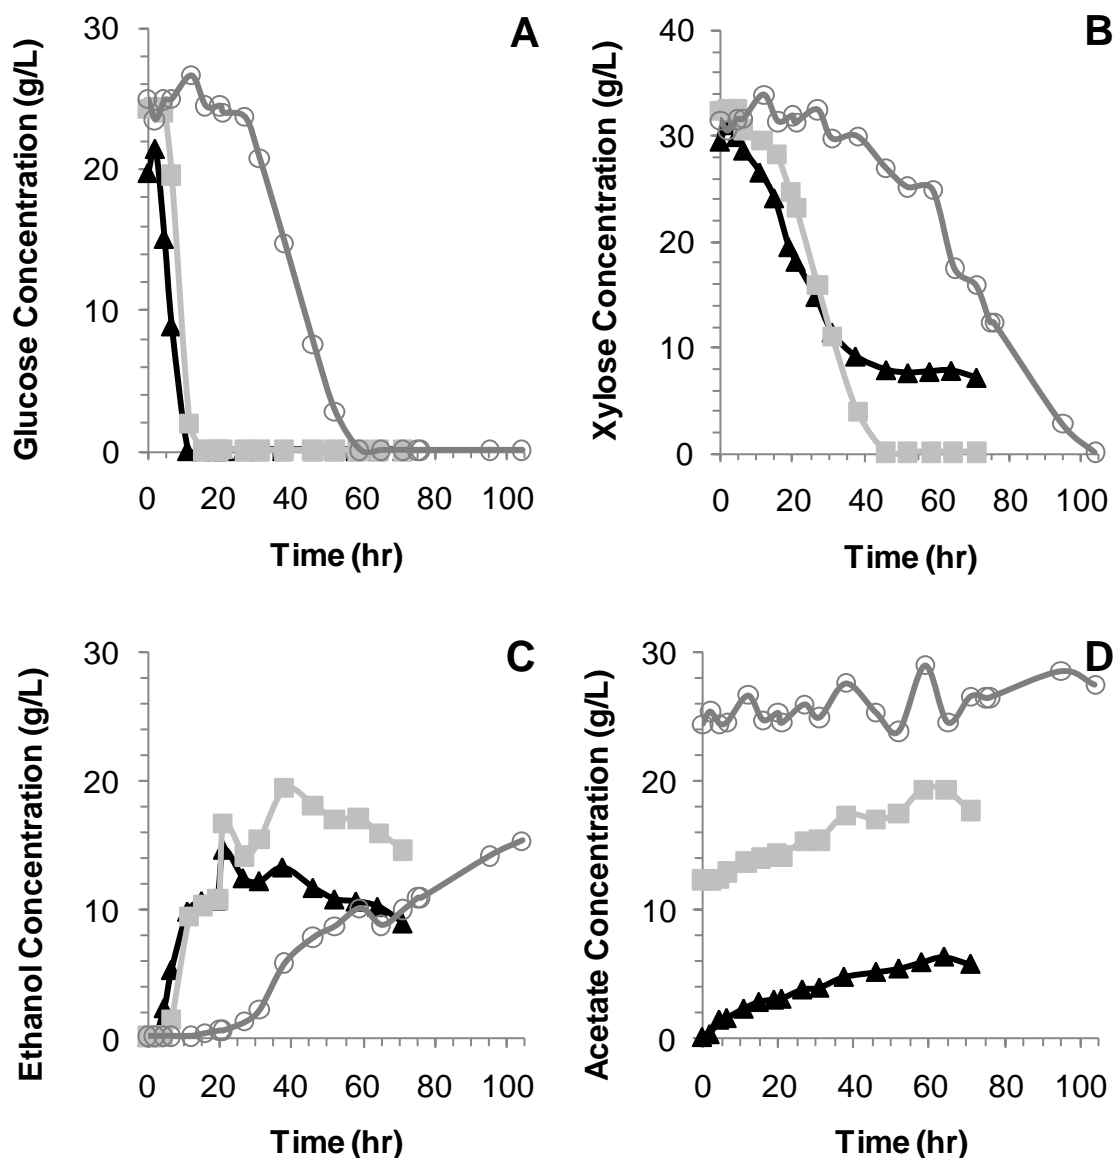 A
Glucose Concentration (g/L)
30
20
10
0
0 20 40 60 80 100
Time (hr)
B
Xylose Concentration (g/L)
40
30
20
10
0
0 20 40 60 80 100
Time (hr)
C
Ethanol Concentration (g/L)
30
20
10
0
0 20 40 60 80 100
Time (hr)
D
Acetate Concentration (g/L)
30
20
10
0
0 20 40 60 80 100
Time (hr)